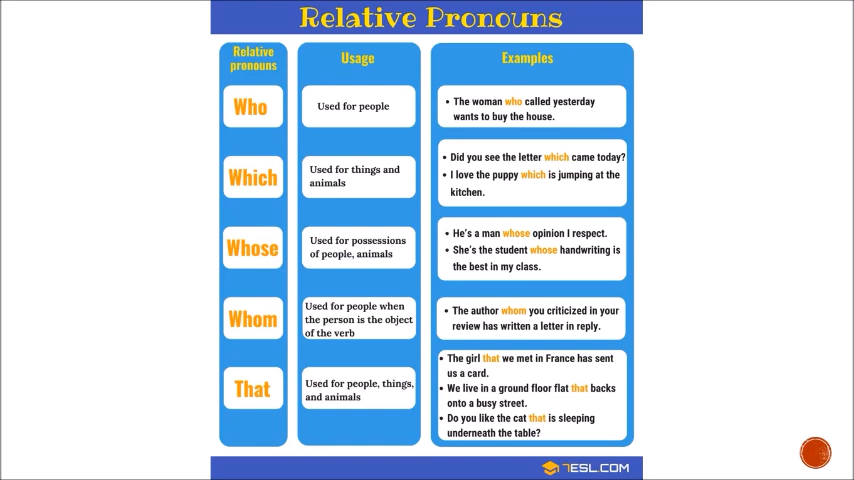 Relative Pronouns
Relative
pronouns
Usage
Examples
Who
Used for people
• The woman who called yesterday
wants to buy the house.
Which
Used for things and
animals
• Did you see the letter which came today?
• I love the puppy which is jumping at the
kitchen.
Whose
Used for possessions
of people, animals
• He's a man whose opinion I respect.
• She's the student whose handwriting is
the best in my class.
Whom
Used for people when
the person is the object
of the verb
• The author whom you criticized in your
review has written a letter in reply.
That
Used for people, things,
and animals
• The girl that we met in France has sent
us a card.
• We live in a ground floor flat that backs
onto a busy street.
• Do you like the cat that is sleeping
underneath the table?
7ESL.COM